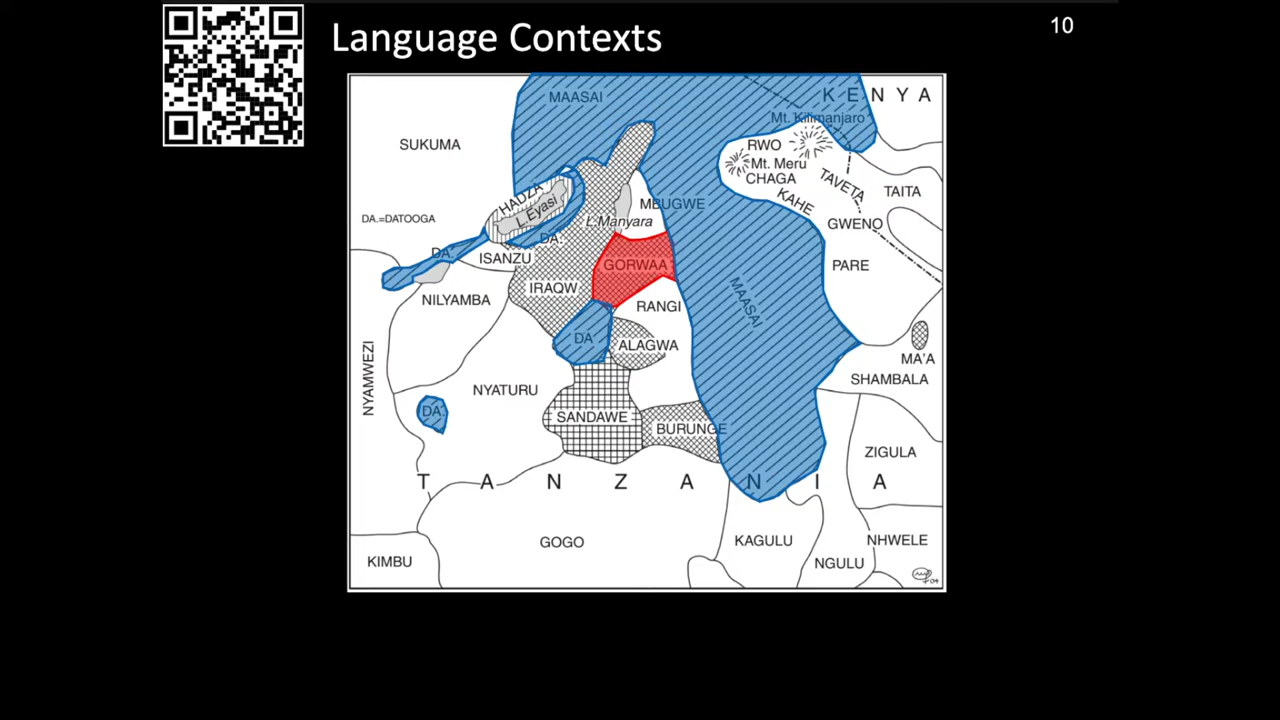 Language Contexts
10
MAASAI
KENYA
Mt. Kilimanjaro
SUKUMA
RWO
Mt. Meru
CHAGA
TAVETA
TAITA
HADZA
L.Eyasi
KAHE
MBUGWE
DA.=DATOOGA
L.Manyara
GWENO
DA.
DA.
ISANZU
GORWAA
PARE
IRAQW
NILYAMBA
RANGI
MAASAI
DA
ALAGWA
MA'A
NYAMWEZI
SHAMBALA
NYATURU
DA.
SANDAWE
BURUNGE
ZIGULA
TANZANIA
GOGO
KAGULU
NHWELE
KIMBU
NGULU